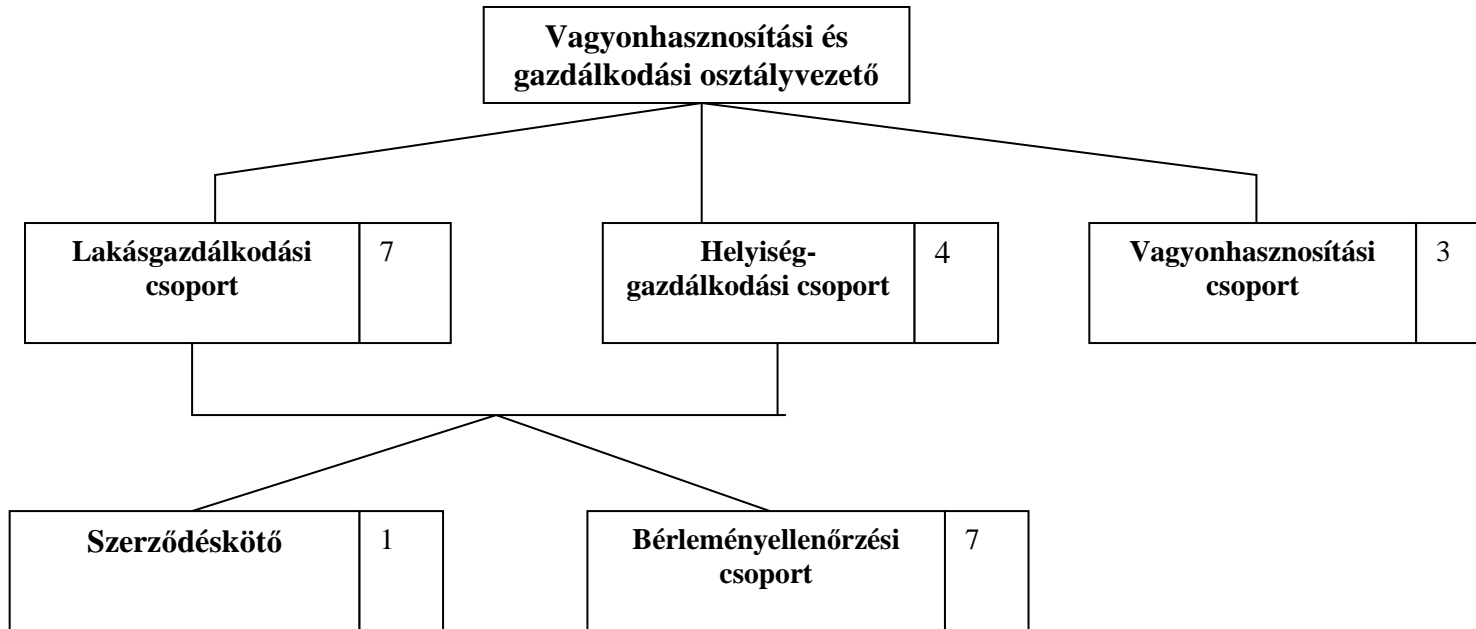 Vagyonhasznosítási és
gazdálkodási osztályvezető
Lakásgazdálkodási
csoport
7
Helyiség-
gazdálkodási csoport
4
Vagyonhasznosítási
csoport
3
Szerződéskötő
1
Bérleményellenőrzési
csoport
7